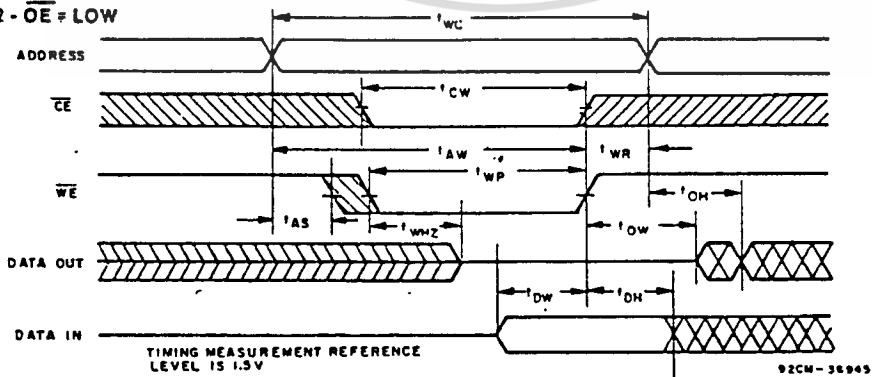 2 - OE = LOW
tWC
ADDRESS
tCW
CE
tAW
tWR
tWP
WE
tOH
tAS
tWHZ
tOW
DATA OUT
tDW
tDH
DATA IN
TIMING MEASUREMENT REFERENCE
LEVEL IS 1.5V
92CM-36945